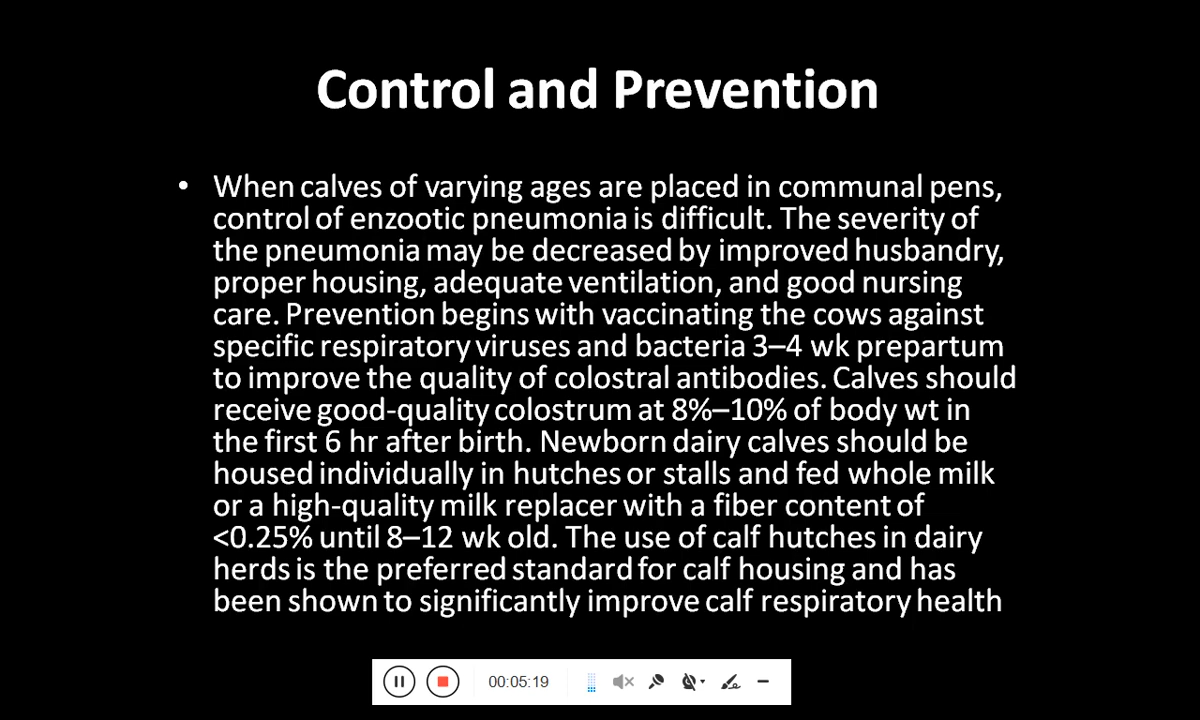 Control and Prevention
• When calves of varying ages are placed in communal pens,
control of enzootic pneumonia is difficult. The severity of
the pneumonia may be decreased by improved husbandry,
proper housing, adequate ventilation, and good nursing
care. Prevention begins with vaccinating the cows against
specific respiratory viruses and bacteria 3–4 wk prepartum
to improve the quality of colostral antibodies. Calves should
receive good-quality colostrum at 8%–10% of body wt in
the first 6 hr after birth. Newborn dairy calves should be
housed individually in hutches or stalls and fed whole milk
or a high-quality milk replacer with a fiber content of
<0.25% until 8–12 wk old. The use of calf hutches in dairy
herds is the preferred standard for calf housing and has
been shown to significantly improve calf respiratory health
00:05:19